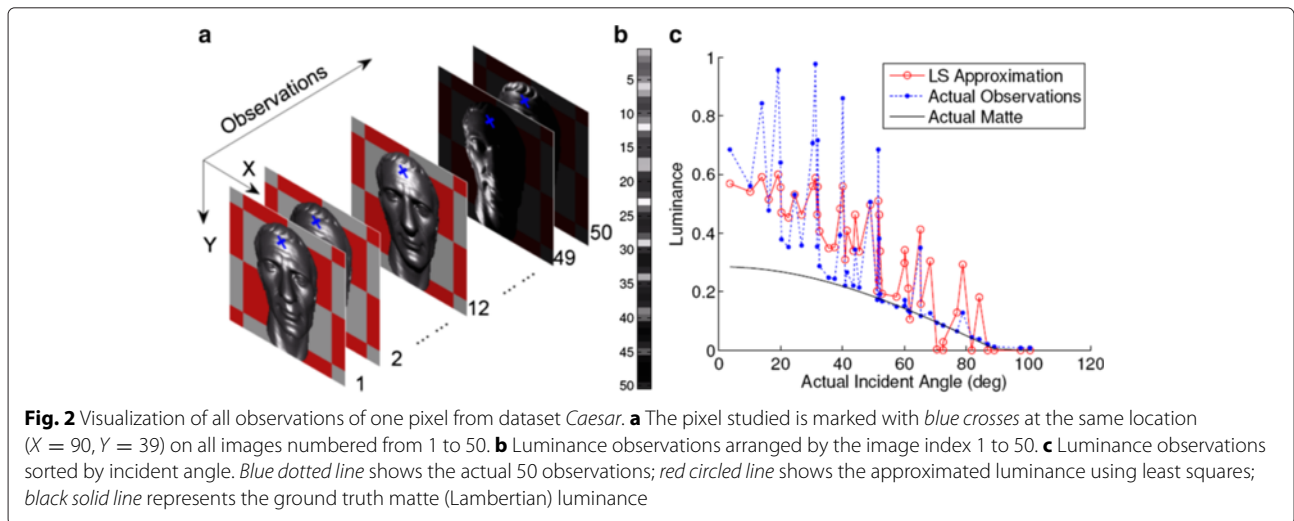 a
b
c
Observations
X
Y
1
2
12
49
50
5
10
15
20
25
30
35
40
45
50
1
0.8
0.6
0.4
0.2
0
Luminance
LS Approximation
Actual Observations
Actual Matte
0
20
40
60
80
100
120
Actual Incident Angle (deg)
Fig. 2 Visualization of all observations of one pixel from dataset Caesar. a The pixel studied is marked with blue crosses at the same location
(X = 90, Y = 39) on all images numbered from 1 to 50. b Luminance observations arranged by the image index 1 to 50. c Luminance observations
sorted by incident angle. Blue dotted line shows the actual 50 observations; red circled line shows the approximated luminance using least squares;
black solid line represents the ground truth matte (Lambertian) luminance